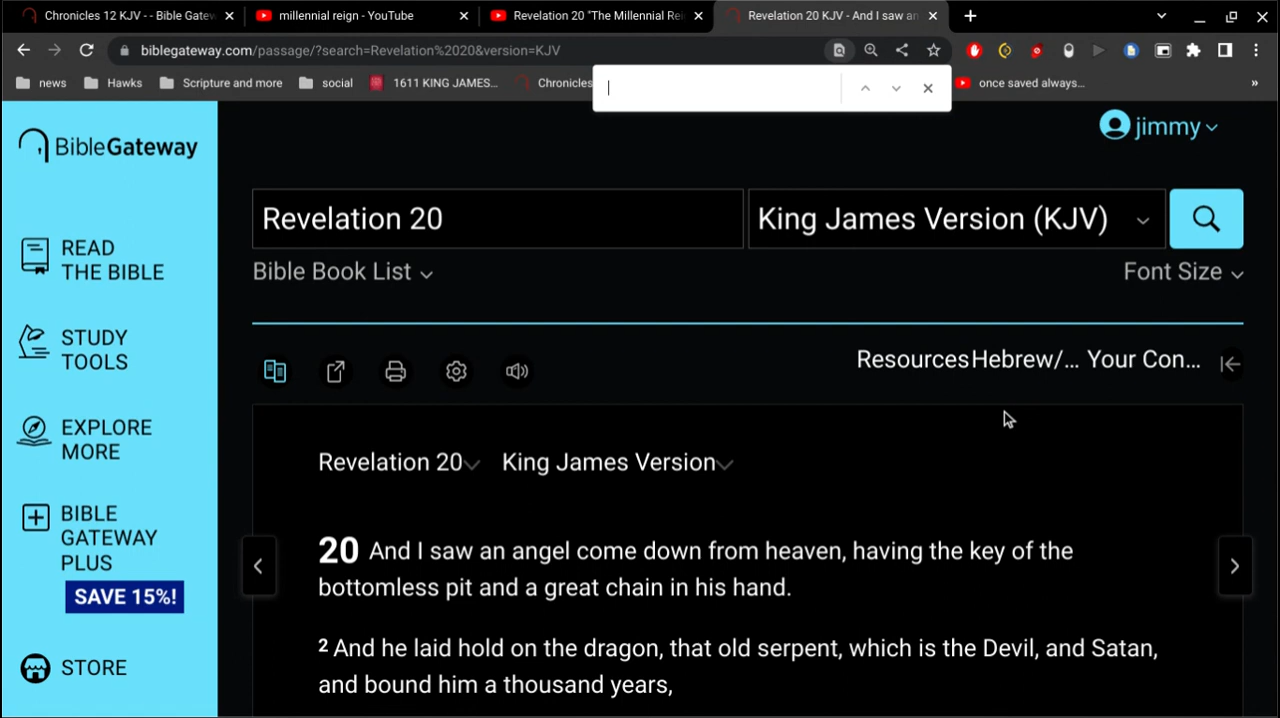 Chronicles 12 KJV - - Bible Gatew
millennial reign - YouTube
Revelation 20 "The Millennial Rei
Revelation 20 KJV - And I saw an
biblegateway.com/passage/?search=Revelation%2020&version=KJV
news
Hawks
Scripture and more
social
1611 KING JAMES...
Chronicles
once saved always...
»
BibleGateway
jimmy
Revelation 20
King James Version (KJV)
Bible Book List
Font Size
READ
THE BIBLE
STUDY
TOOLS
EXPLORE
MORE
BIBLE
GATEWAY
PLUS
SAVE 15%!
STORE
Resources Hebrew/... Your Con...
Revelation 20 King James Version
20 And I saw an angel come down from heaven, having the key of the
bottomless pit and a great chain in his hand.
2 And he laid hold on the dragon, that old serpent, which is the Devil, and Satan,
and bound him a thousand years,